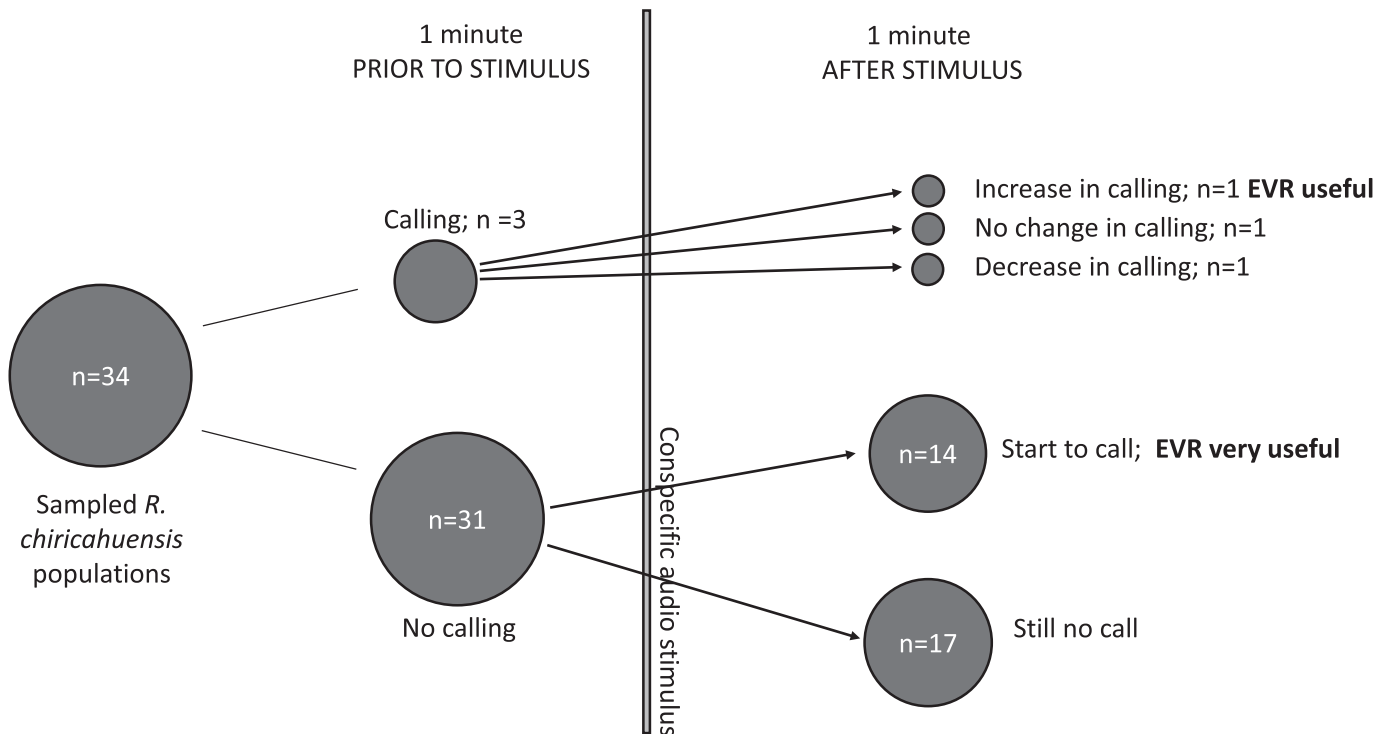 1 minute
PRIOR TO STIMULUS
1 minute
AFTER STIMULUS
Calling; n =3
Increase in calling; n=1 EVR useful
No change in calling; n=1
Decrease in calling; n=1
n=34
Sampled R.
chiricahuensis
populations
n=31
No calling
Conspecific audio stimulus
n=14
Start to call; EVR very useful
n=17
Still no call